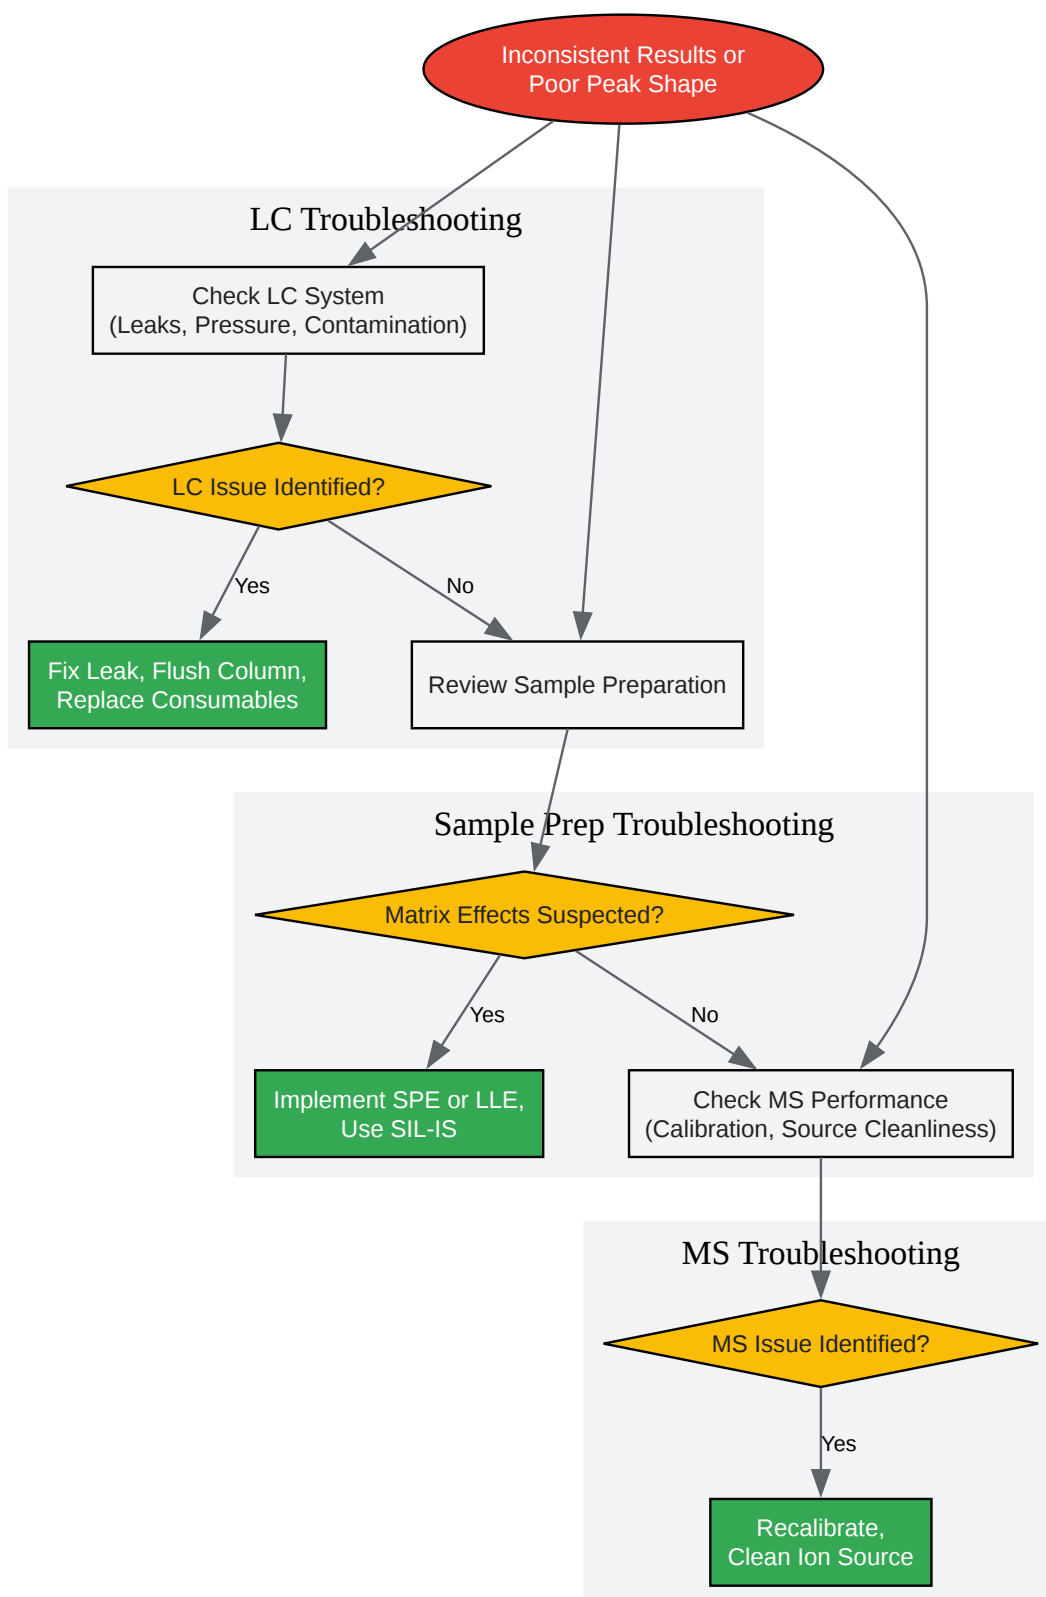 Inconsistent Results or
Poor Peak Shape
LC Troubleshooting
Check LC System
(Leaks, Pressure, Contamination)
LC Issue Identified?
Yes
No
Fix Leak, Flush Column,
Replace Consumables
Review Sample Preparation
Sample Prep Troubleshooting
Matrix Effects Suspected?
Yes
No
Implement SPE or LLE,
Use SIL-IS
Check MS Performance
(Calibration, Source Cleanliness)
MS Troubleshooting
MS Issue Identified?
Yes
Recalibrate,
Clean Ion Source